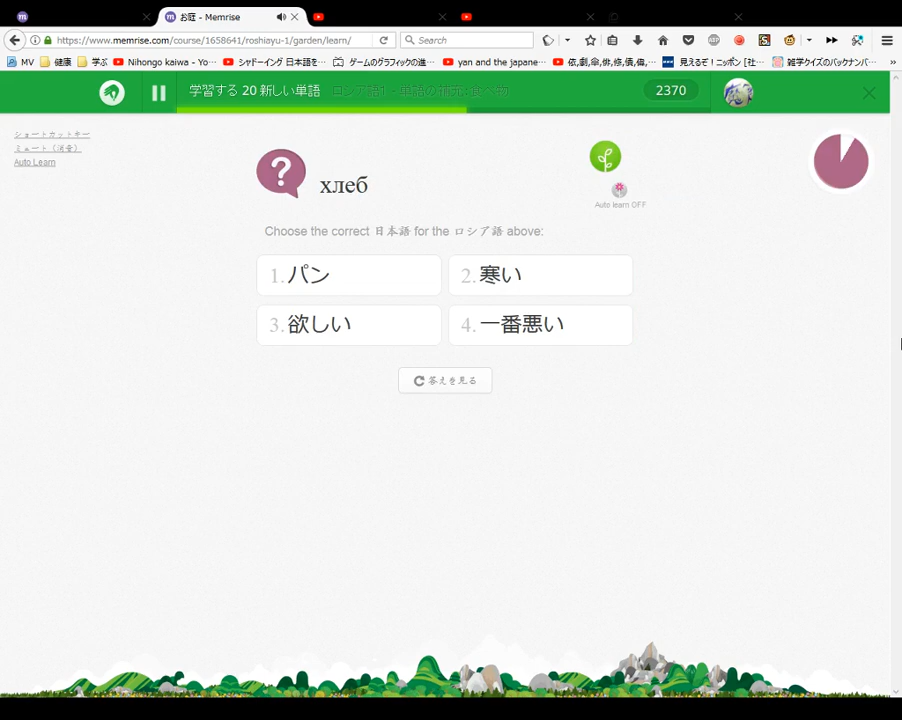 お庭 - Memrise
https://www.memrise.com/course/1658641/roshiayu-1/garden/learn/
Search
MV 健康 学ぶ Nihongo kaiwa - Yo… シャドーイング 日本語を… ゲームのグラフィックの進… yan and the japane… 見えるぞ！ニッポン [社… 雑学クイズのバックナンバ…
学習する 20 新しい単語 ロシア語1 - 単語の補充:食べ物 2370
ショートカットキー
ミュート（消音）
Auto Learn
хлеб
Auto learn OFF
Choose the correct 日本語 for the ロシア語 above:
1. パン
2. 寒い
3. 欲しい
4. 一番悪い
答えを見る